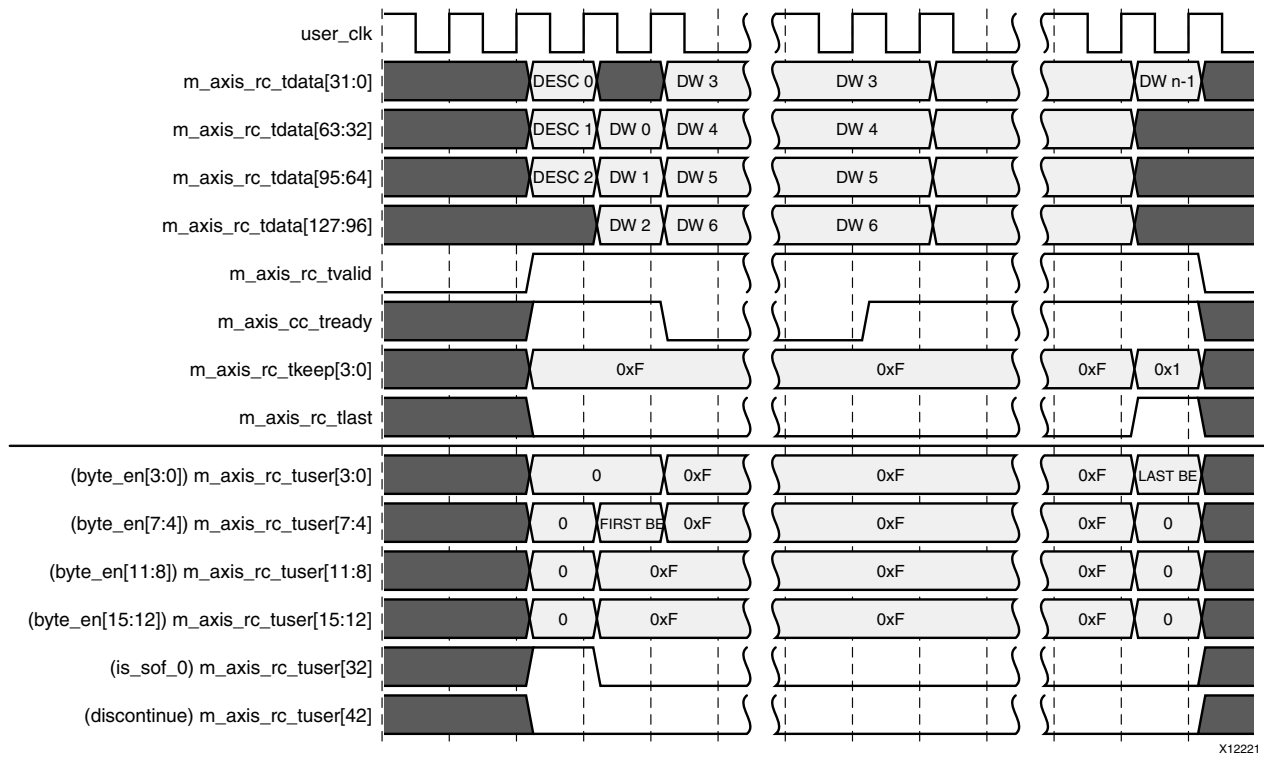 user_clk
m_axis_rc_tdata[31:0] DESC 0 DW 3 DW 3 DW n-1
m_axis_rc_tdata[63:32] DESC 1 DW 0 DW 4 DW 4
m_axis_rc_tdata[95:64] DESC 2 DW 1 DW 5 DW 5
m_axis_rc_tdata[127:96] DW 2 DW 6 DW 6
m_axis_rc_tvalid
m_axis_cc_tready
m_axis_rc_tkeep[3:0] 0xF 0xF 0xF 0x1
m_axis_rc_tlast
(byte_en[3:0]) m_axis_rc_tuser[3:0] 0 0xF 0xF 0xF LAST BE
(byte_en[7:4]) m_axis_rc_tuser[7:4] 0 FIRST BE 0xF 0xF 0xF 0
(byte_en[11:8]) m_axis_rc_tuser[11:8] 0 0xF 0xF 0xF 0
(byte_en[15:12]) m_axis_rc_tuser[15:12] 0 0xF 0xF 0xF 0
(is_sof_0) m_axis_rc_tuser[32]
(discontinue) m_axis_rc_tuser[42]
X12221